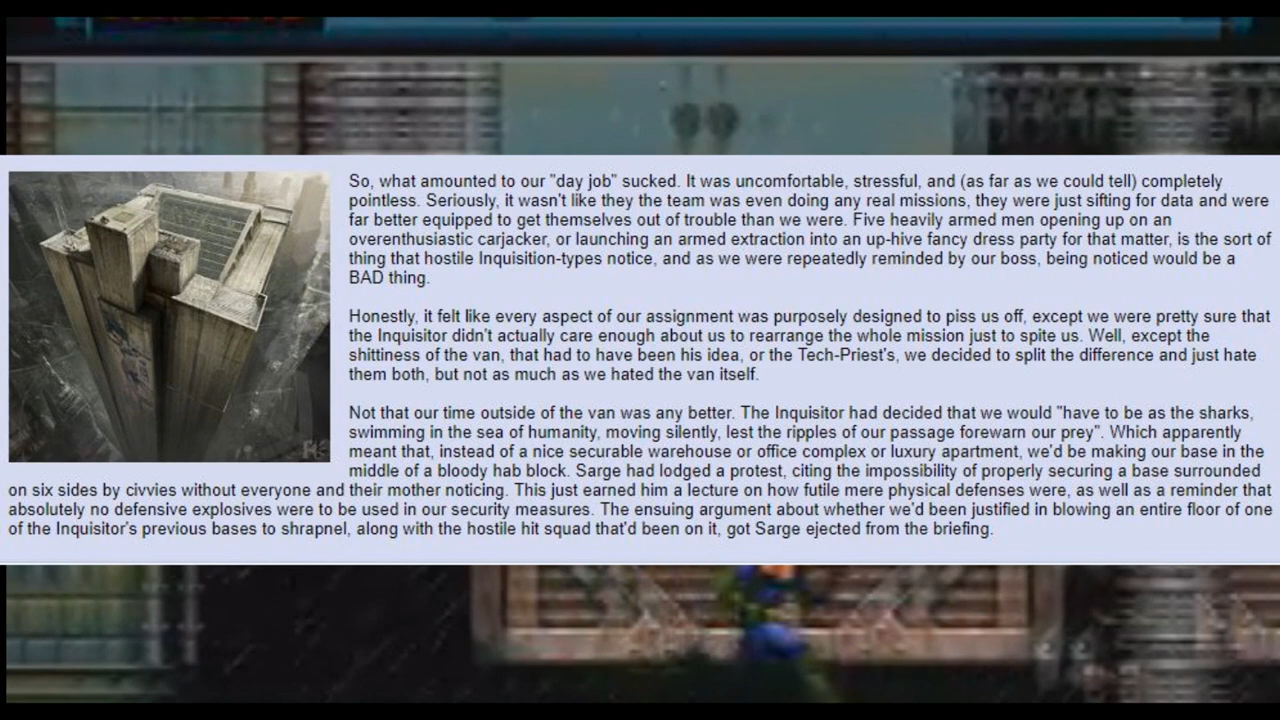 So, what amounted to our "day job" sucked. It was uncomfortable, stressful, and (as far as we could tell) completely
pointless. Seriously, it wasn't like they the team was even doing any real missions, they were just sifting for data and were
far better equipped to get themselves out of trouble than we were. Five heavily armed men opening up on an
overenthusiastic carjacker, or launching an armed extraction into an up-hive fancy dress party for that matter, is the sort of
thing that hostile Inquisition-types notice, and as we were repeatedly reminded by our boss, being noticed would be a
BAD thing.
Honestly, it felt like every aspect of our assignment was purposely designed to piss us off, except we were pretty sure that
the Inquisitor didn't actually care enough about us to rearrange the whole mission just to spite us. Well, except the
shittiness of the van, that had to have been his idea, or the Tech-Priest's, we decided to split the difference and just hate
them both, but not as much as we hated the van itself.
Not that our time outside of the van was any better. The Inquisitor had decided that we would "have to be as the sharks,
swimming in the sea of humanity, moving silently, lest the ripples of our passage forewarn our prey". Which apparently
meant that, instead of a nice securable warehouse or office complex or luxury apartment, we'd be making our base in the
middle of a bloody hab block. Sarge had lodged a protest, citing the impossibility of properly securing a base surrounded
on six sides by civvies without everyone and their mother noticing. This just earned him a lecture on how futile mere physical defenses were, as well as a reminder that
absolutely no defensive explosives were to be used in our security measures. The ensuing argument about whether we'd been justified in blowing an entire floor of one
of the Inquisitor's previous bases to shrapnel, along with the hostile hit squad that'd been on it, got Sarge ejected from the briefing.